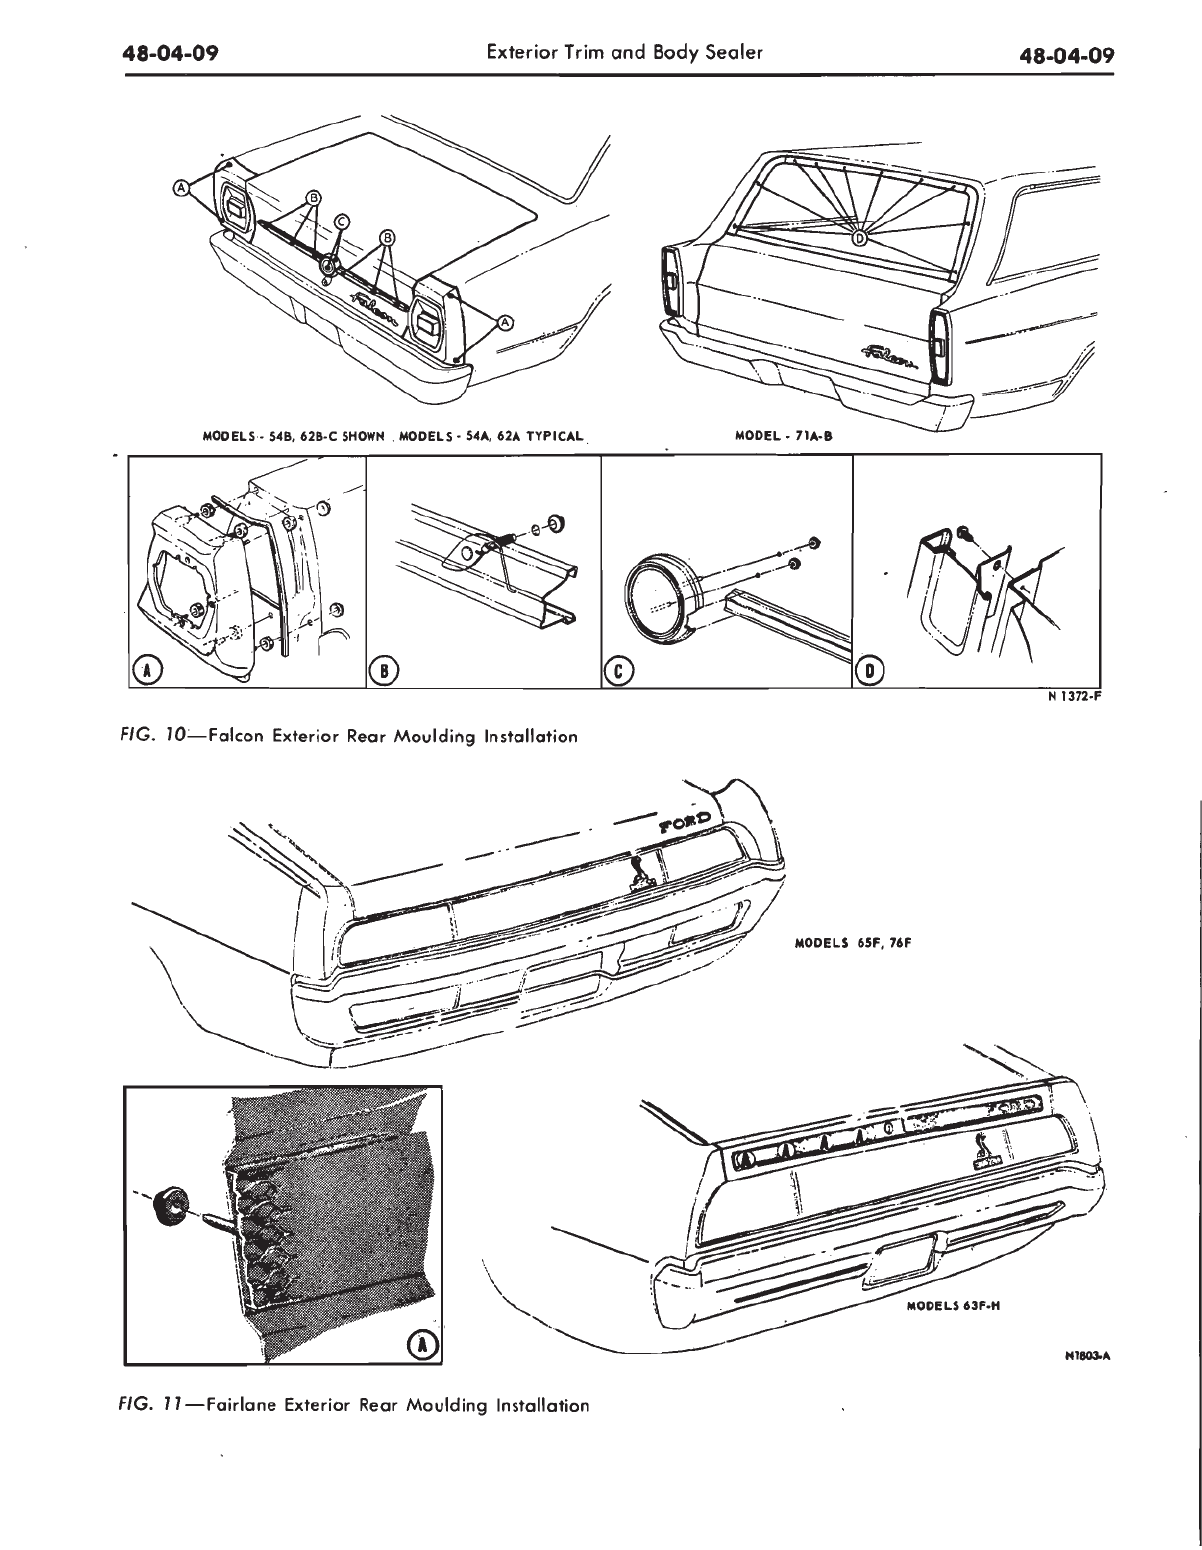 48-04-09 Exterior Trim and Body Sealer 48-04-09
A
B
C
B
A
Falcon
D
Falcon
MODELS - 54B, 62B-C SHOWN . MODELS - 54A, 62A TYPICAL
MODEL - 71A-B
A
B
C
D
N 1372-F
FIG. 10—Falcon Exterior Rear Moulding Installation
FORD
MODELS 65F, 76F
FORD
A A A A
MODELS 63F-H
A
N1803-A
FIG. 11—Fairlane Exterior Rear Moulding Installation